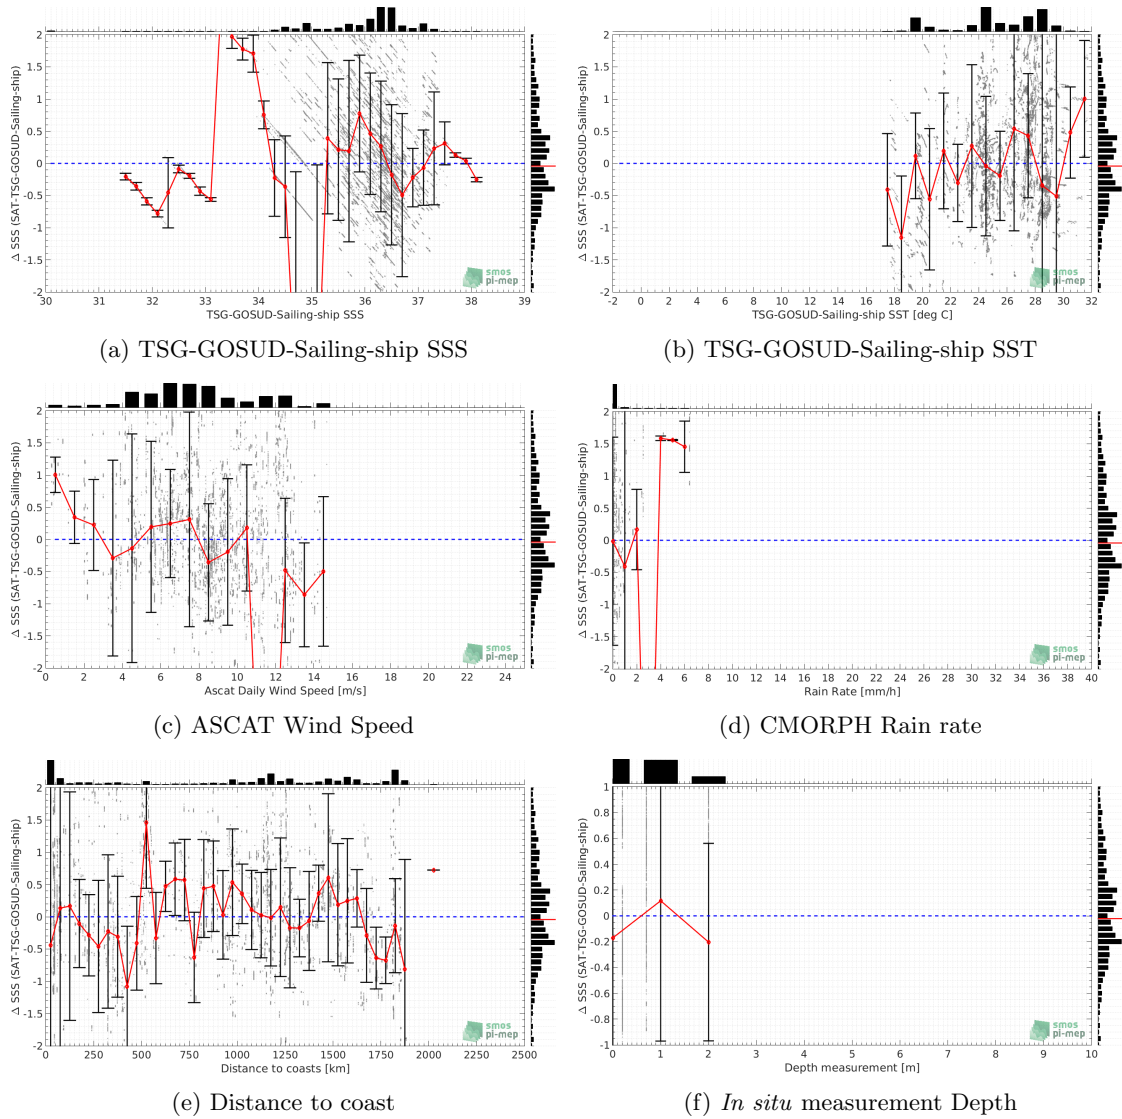 Δ SSS (SAT-TSG-GOSUD-Sailing-ship)
2
1.5
1
0.5
0
-0.5
-1
-1.5
-2
30 31 32 33 34 35 36 37 38 39
TSG-GOSUD-Sailing-ship SSS
smos
pi-mep
(a) TSG-GOSUD-Sailing-ship SSS
Δ SSS (SAT-TSG-GOSUD-Sailing-ship)
2
1.5
1
0.5
0
-0.5
-1
-1.5
-2
-2 0 2 4 6 8 10 12 14 16 18 20 22 24 26 28 30 32
TSG-GOSUD-Sailing-ship SST [deg C]
smos
pi-mep
(b) TSG-GOSUD-Sailing-ship SST
Δ SSS (SAT-TSG-GOSUD-Sailing-ship)
2
1.5
1
0.5
0
-0.5
-1
-1.5
-2
0 2 4 6 8 10 12 14 16 18 20 22 24
Ascat Daily Wind Speed [m/s]
smos
pi-mep
(c) ASCAT Wind Speed
Δ SSS (SAT-TSG-GOSUD-Sailing-ship)
2
1.5
1
0.5
0
-0.5
-1
-1.5
-2
0 2 4 6 8 10 12 14 16 18 20 22 24 26 28 30 32 34 36 38 40
Rain Rate [mm/h]
smos
pi-mep
(d) CMORPH Rain rate
Δ SSS (SAT-TSG-GOSUD-Sailing-ship)
2
1.5
1
0.5
0
-0.5
-1
-1.5
-2
0 250 500 750 1000 1250 1500 1750 2000 2250 2500
Distance to coasts [km]
smos
pi-mep
(e) Distance to coast
Δ SSS (SAT-TSG-GOSUD-Sailing-ship)
1
0.8
0.6
0.4
0.2
0
-0.2
-0.4
-0.6
-0.8
-1
0 1 2 3 4 5 6 7 8 9 10
Depth measurement [m]
smos
pi-mep
(f) In situ measurement Depth